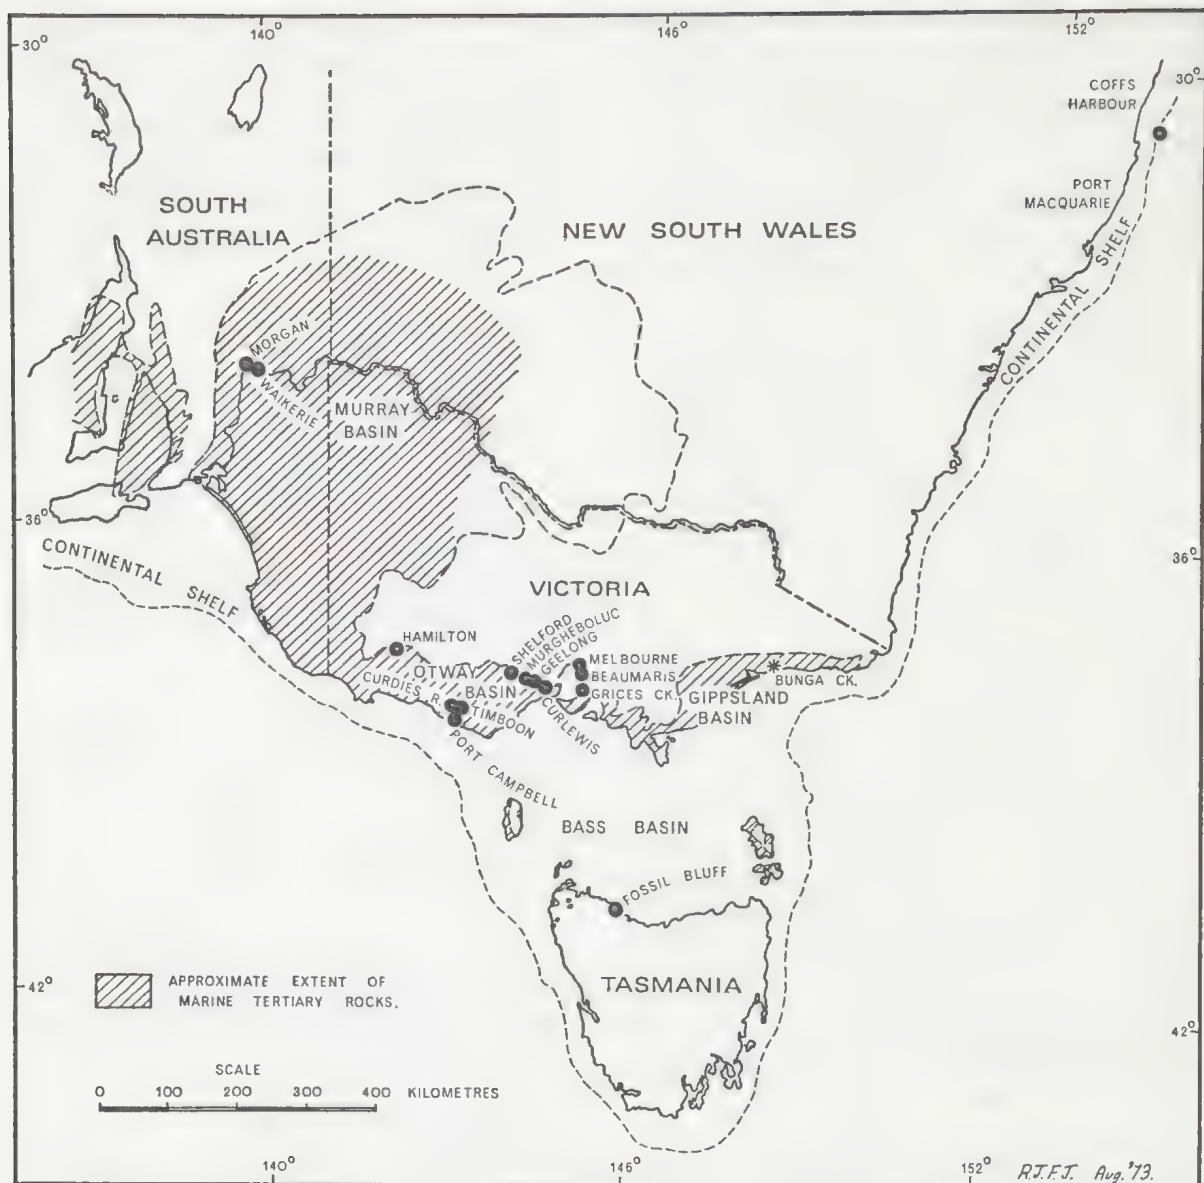 140°
146°
152°
30°
30°
COFFS
HARBOUR
PORT
MACQUARIE
SOUTH
AUSTRALIA
NEW SOUTH WALES
CONTINENTAL SHELF
MORGAN
WAIKERIE
MURRAY
BASIN
36°
36°
CONTINENTAL SHELF
VICTORIA
HAMILTON
SHELFORD
MURGHEBOLUC
GEELONG
MELBOURNE
BEAUMARIS
GRICES CK.
BUNGA CK.
OTWAY
BASIN
CURDIES R.
TIMBOON
CURLEWIS
GIPPSLAND
BASIN
PORT CAMPBELL
BASS BASIN
FOSSIL BLUFF
TASMANIA
42°
42°
APPROXIMATE EXTENT OF
MARINE TERTIARY ROCKS.
SCALE
0 100 200 300 400 KILOMETRES
140°
146°
152°
R.J.F.J. Aug.'73.